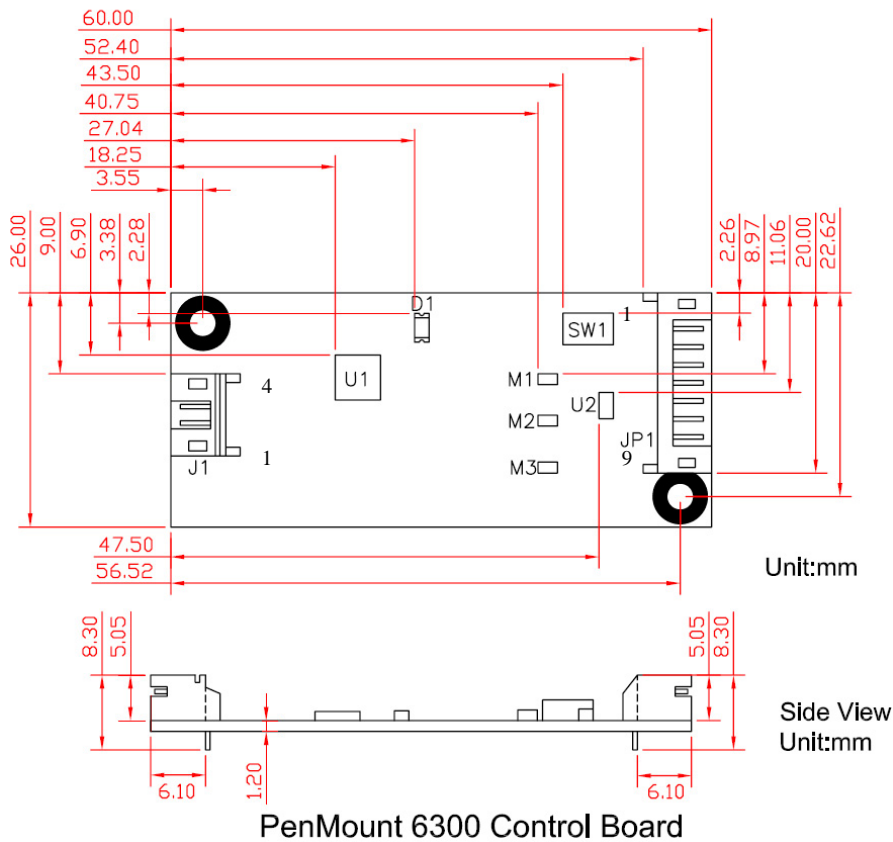 60.00
52.40
43.50
40.75
27.04
18.25
3.55
26.00
9.00
6.90
3.38
2.28
2.26
8.97
11.06
20.00
22.62
D1
SW1
1
U1
M1
4
U2
M2
JP1
J1
1
M3
9
47.50
56.52
Unit:mm
8.30
5.05
5.05
8.30
Side View
Unit:mm
6.10
1.20
6.10
PenMount 6300 Control Board